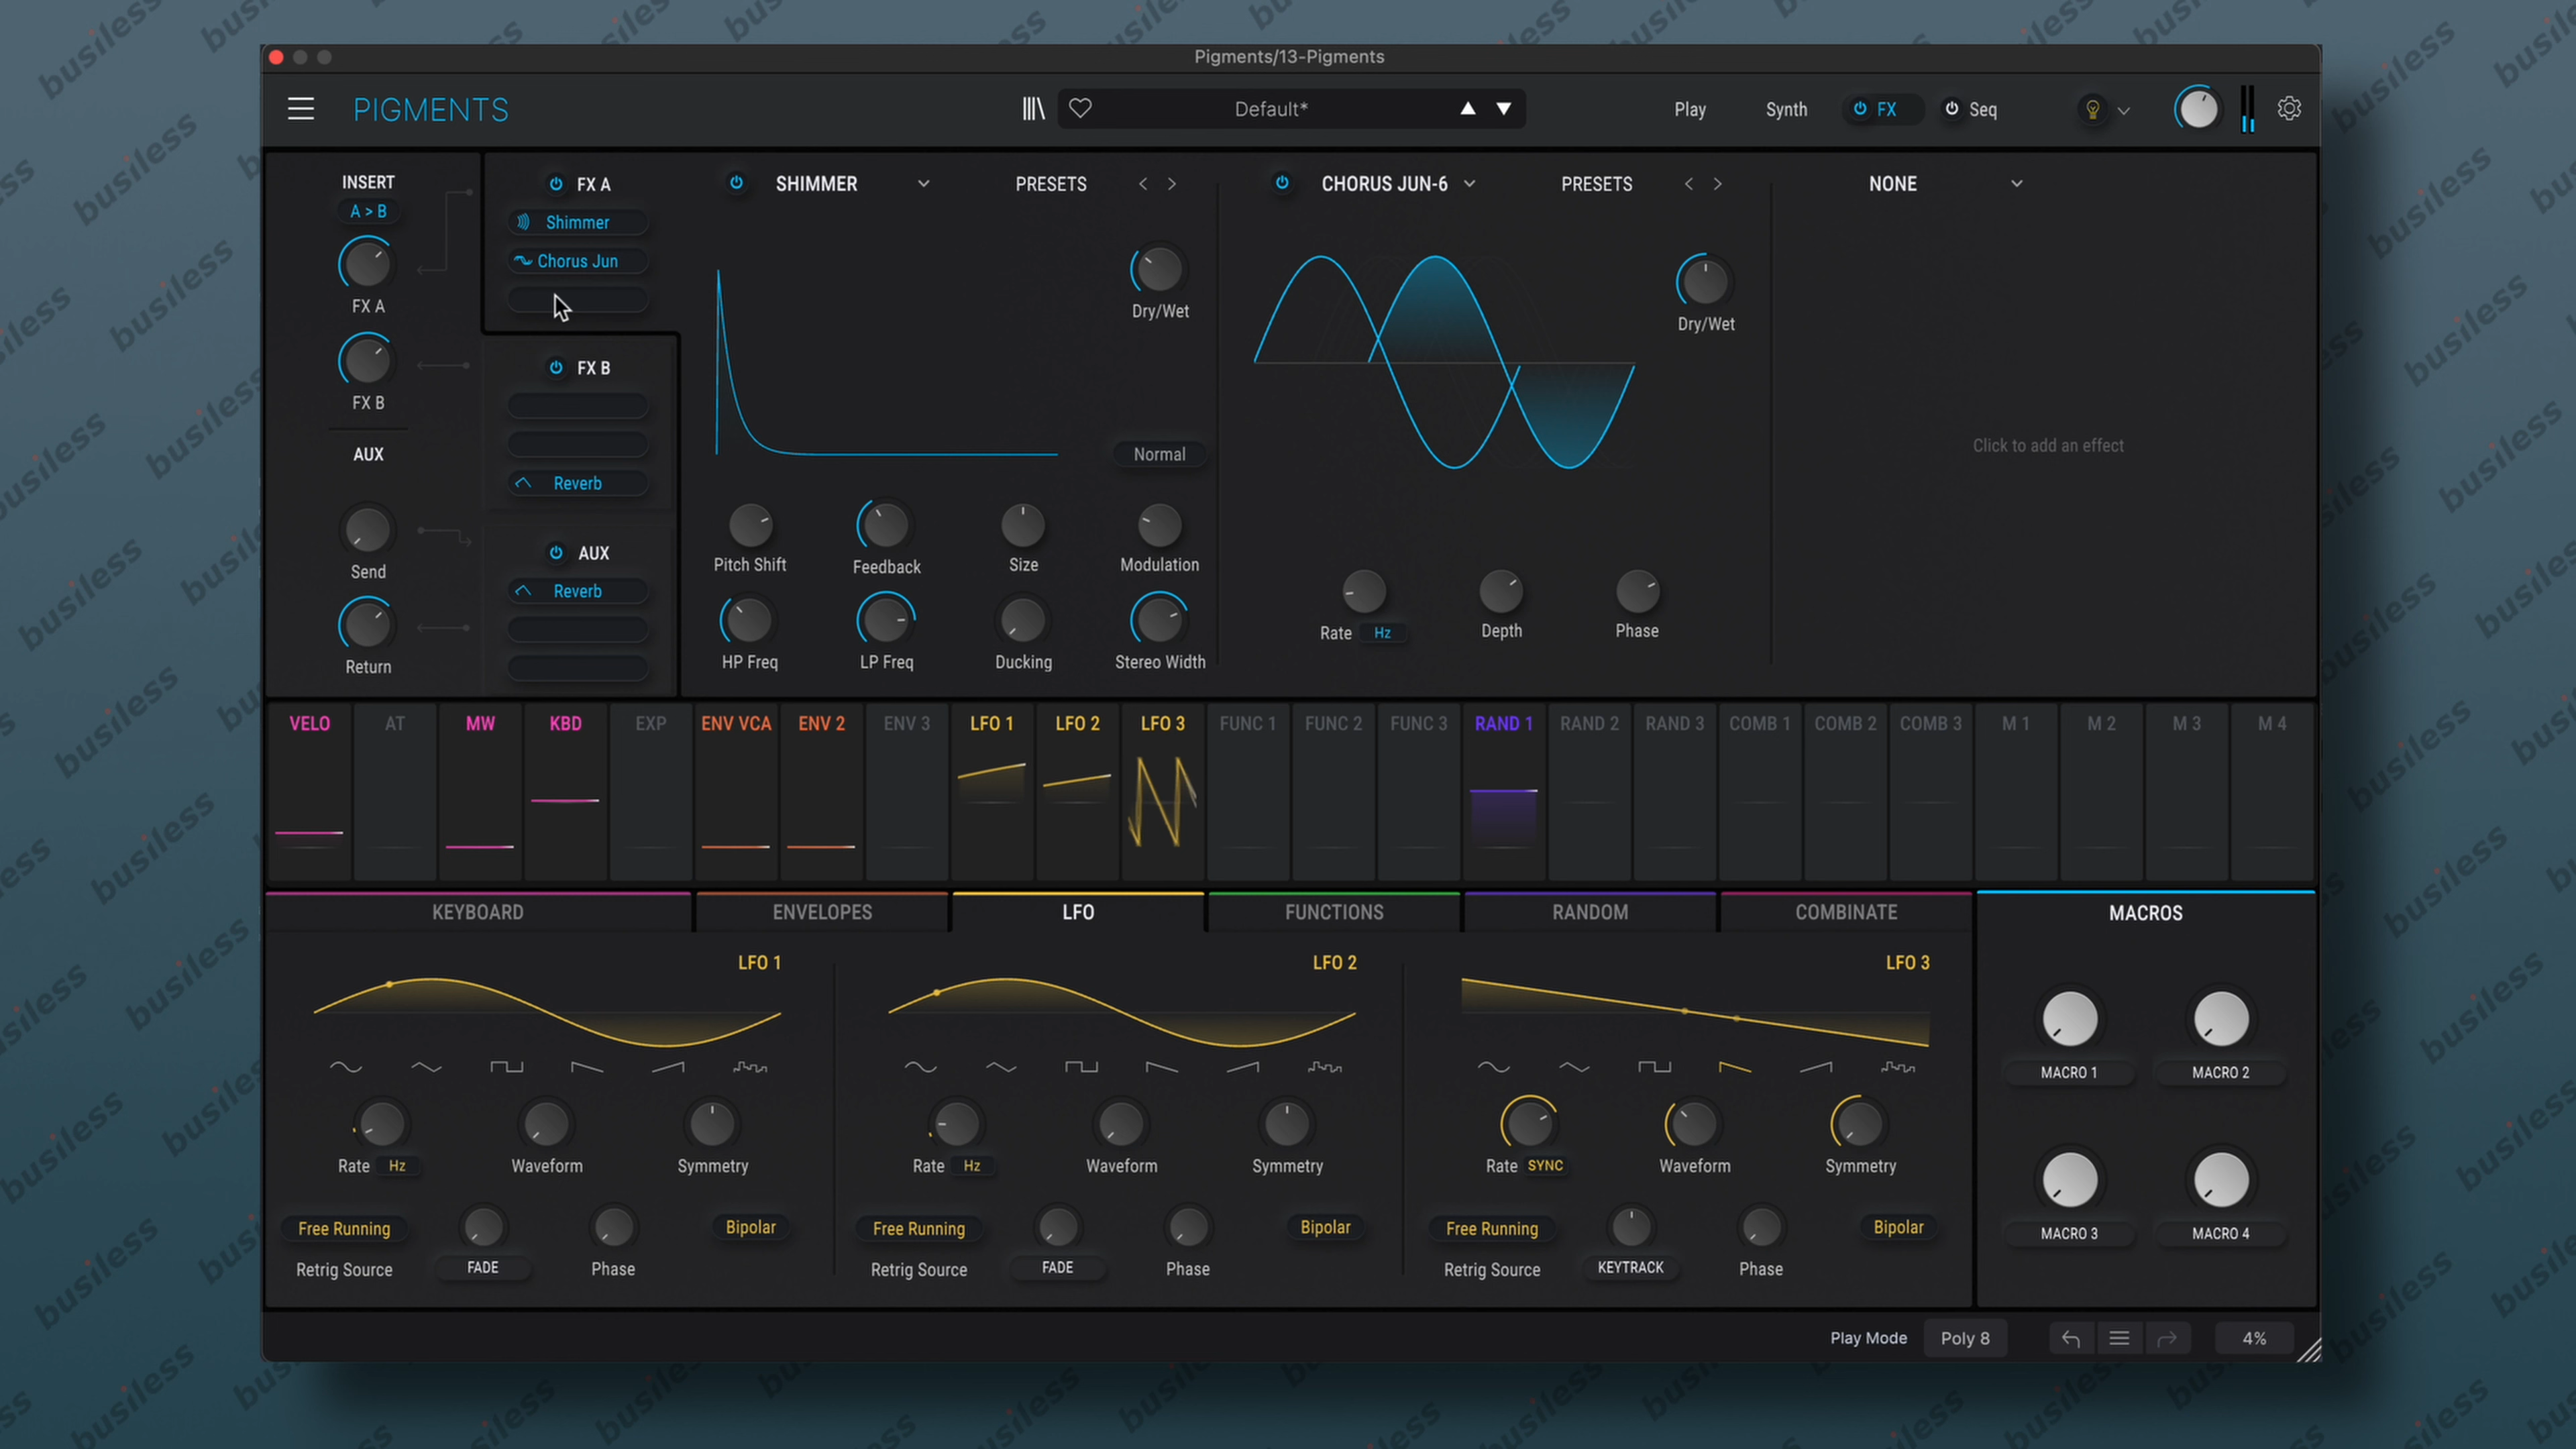 Pigments/13-Pigments
PIGMENTS
Default*
Play
Synth
FX
Seq
INSERT
A > B
FX A
FX B
AUX
Send
Return
FX A
Shimmer
Chorus Jun
FX B
Reverb
AUX
Reverb
SHIMMER
PRESETS
Dry/Wet
Normal
Pitch Shift
Feedback
Size
Modulation
HP Freq
LP Freq
Ducking
Stereo Width
CHORUS JUN-6
PRESETS
Dry/Wet
Rate Hz
Depth
Phase
NONE
Click to add an effect
VELO
AT
MW
KBD
EXP
ENV VCA
ENV 2
ENV 3
LFO 1
LFO 2
LFO 3
FUNC 1
FUNC 2
FUNC 3
RAND 1
RAND 2
RAND 3
COMB 1
COMB 2
COMB 3
M 1
M 2
M 3
M 4
KEYBOARD
ENVELOPES
LFO
FUNCTIONS
RANDOM
COMBINATE
MACROS
LFO 1
Rate Hz
Waveform
Symmetry
Free Running
Retrig Source
FADE
Phase
Bipolar
LFO 2
Rate Hz
Waveform
Symmetry
Free Running
Retrig Source
FADE
Phase
Bipolar
LFO 3
Rate SYNC
Waveform
Symmetry
Free Running
Retrig Source
KEYTRACK
Phase
Bipolar
MACRO 1
MACRO 2
MACRO 3
MACRO 4
Play Mode
Poly 8
4%
busiless